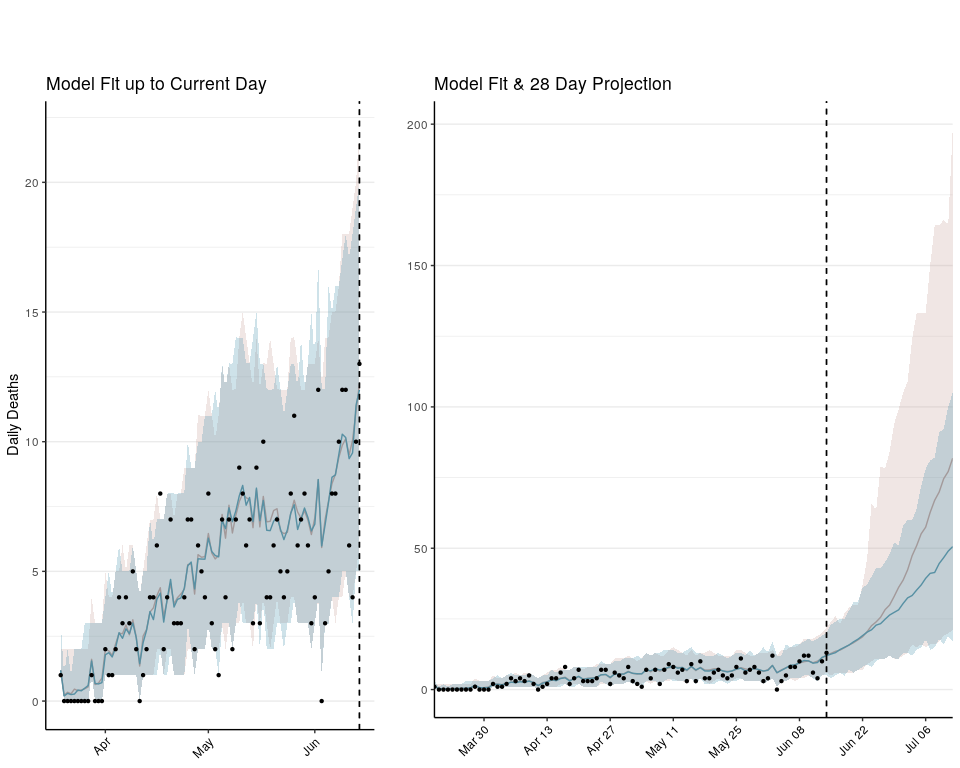 Model Fit up to Current Day
Model Fit & 28 Day Projection
Daily Deaths
20
15
10
5
0
Apr
May
Jun
200
150
100
50
0
Mar 30
Apr 13
Apr 27
May 11
May 25
Jun 08
Jun 22
Jul 06